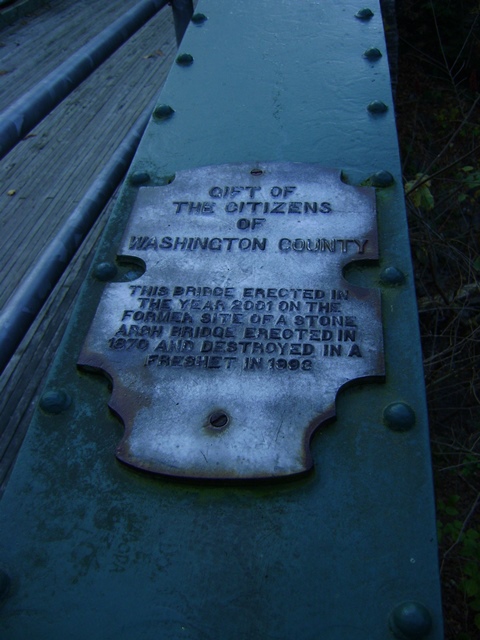 GIFT OF
THE CITIZENS
OF
WASHINGTON COUNTY
THIS BRIDGE ERECTED IN
THE YEAR 2001 ON THE
FORMER SITE OF A STONE
ARCH BRIDGE ERECTED IN
1870 AND DESTROYED IN A
FRESHET IN 1993